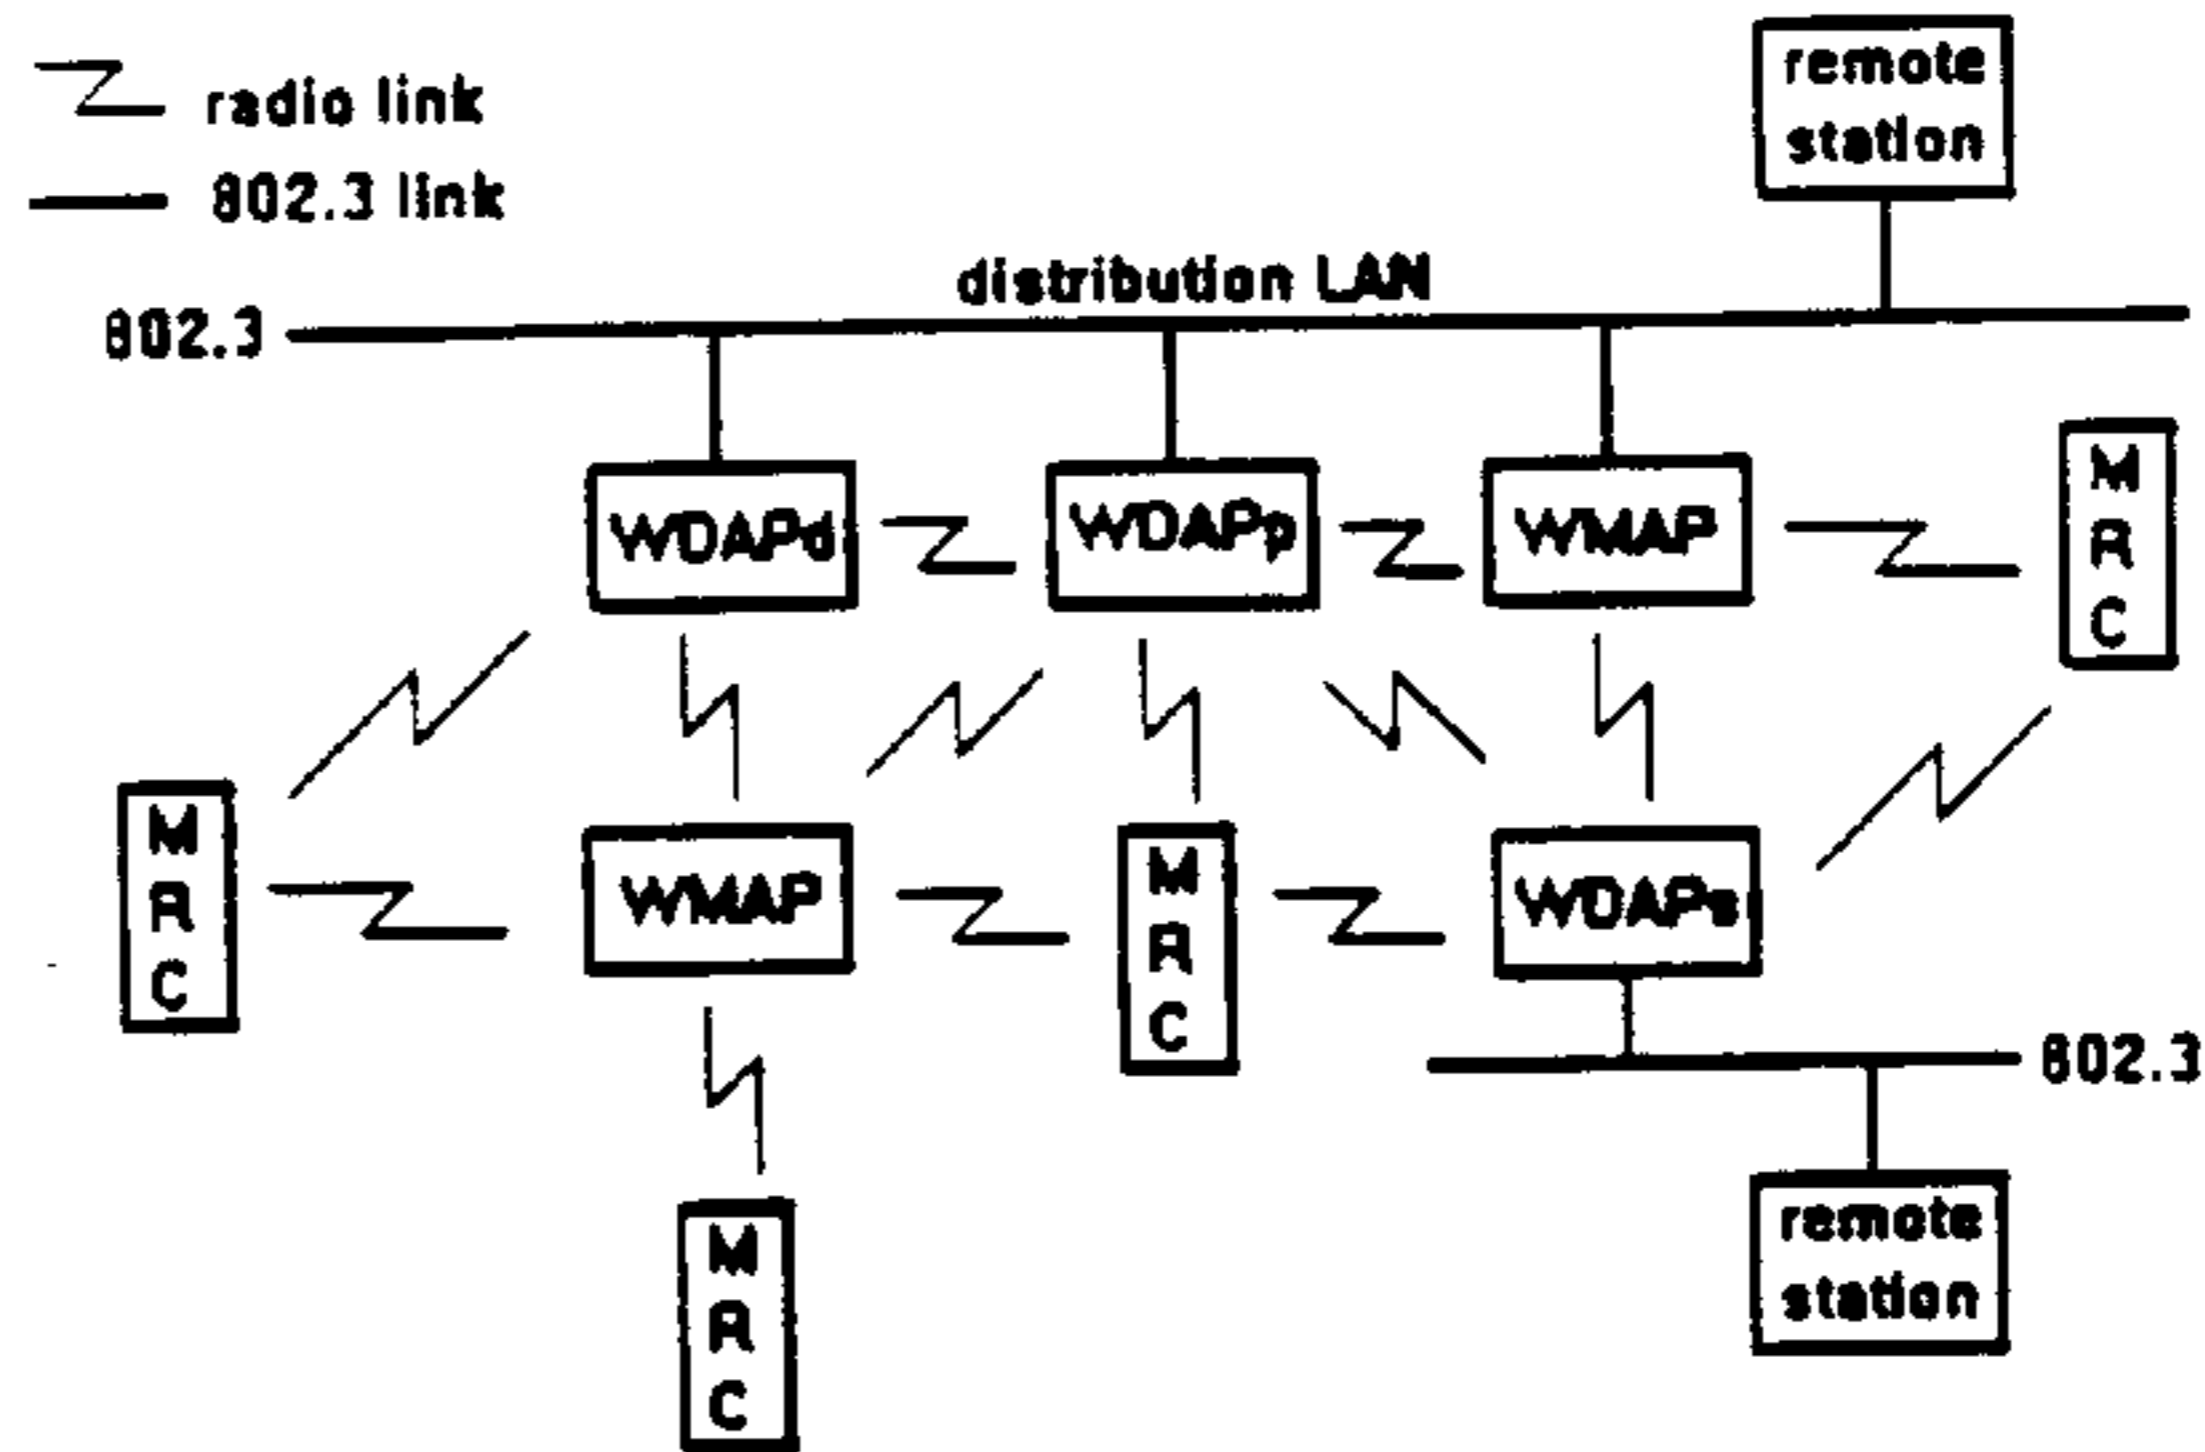 radio link
802.3 link
remote
station
distribution LAN
802.3
WDAPd
WDAPp
WMAP
M
R
C
M
R
C
WMAP
M
R
C
WDAPs
802.3
M
R
C
remote
station